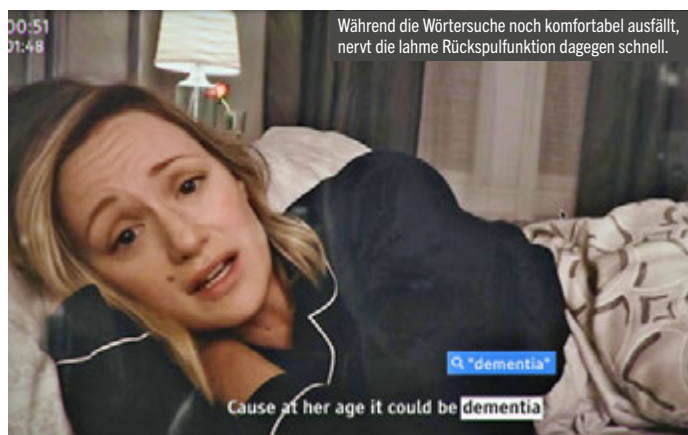 00:51
01:48
Während die Wörtersuche noch komfortabel ausfällt,
nervt die lahme Rückspulfunktion dagegen schnell.
"dementia"
Cause at her age it could be dementia